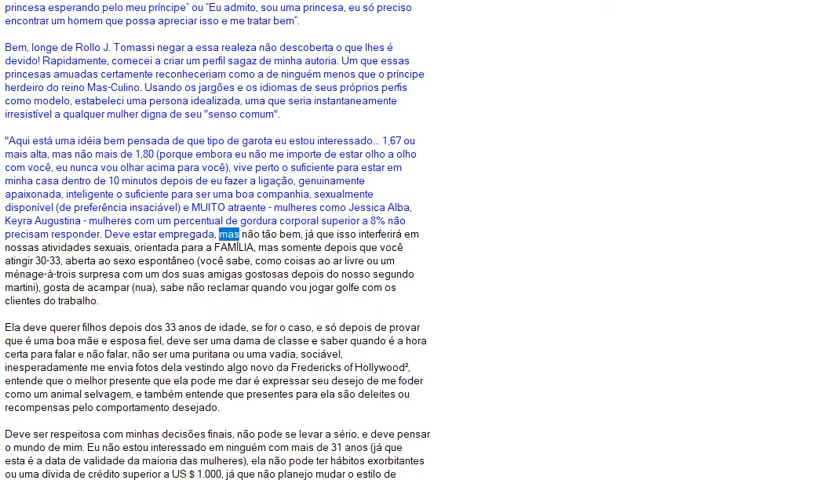 princesa esperando pelo meu príncipe” ou “Eu admito, sou uma princesa, eu só preciso
encontrar um homem que possa apreciar isso e me tratar bem”.
Bem, longe de Rollo J. Tomassi negar a essa realeza não descoberta o que lhes é
devido! Rapidamente, comecei a criar um perfil sagaz de minha autoria. Um que essas
princesas amuadas certamente reconheceriam como a de ninguém menos que o príncipe
herdeiro do reino Mas-Culino. Usando os jargões e os idiomas de seus próprios perfis
como modelo, estabeleci uma persona idealizada, uma que seria instantaneamente
irresistível a qualquer mulher digna de seu "senso comum".
"Aqui está uma idéia bem pensada de que tipo de garota eu estou interessado... 1,67 ou
mais alta, mas não mais de 1,80 (porque embora eu não me importe de estar olho a olho
com você, eu nunca vou olhar acima para você), vive perto o suficiente para estar em
minha casa dentro de 10 minutos depois de eu fazer a ligação, genuinamente
apaixonada, inteligente o suficiente para ser uma boa companhia, sexualmente
disponível (de preferência insaciável) e MUITO atraente - mulheres como Jessica Alba,
Keyra Augustina - mulheres com um percentual de gordura corporal superior a 8% não
precisam responder. Deve estar empregada, mas não tão bem, já que isso interferirá em
nossas atividades sexuais, orientada para a FAMÍLIA, mas somente depois que você
atingir 30-33, aberta ao sexo espontâneo (você sabe, como coisas ao ar livre ou um
ménage-à-trois surpresa com um dos suas amigas gostosas depois do nosso segundo
martini), gosta de acampar (nua), sabe não reclamar quando vou jogar golfe com os
clientes do trabalho.
Ela deve querer filhos depois dos 33 anos de idade, se for o caso, e só depois de provar
que é uma boa mãe e esposa fiel, deve ser uma dama de classe e saber quando é a hora
certa para falar e não falar, não ser uma puritana ou uma vadia, sociável,
inesperadamente me envia fotos dela vestindo algo novo da Fredericks of Hollywood²,
entende que o melhor presente que ela pode me dar é expressar seu desejo de me foder
como um animal selvagem, e também entende que presentes para ela são deleites ou
recompensas pelo comportamento desejado.
Deve ser respeitosa com minhas decisões finais, não pode se levar a sério, e deve pensar
o mundo de mim. Eu não estou interessado em ninguém com mais de 31 anos (já que
esta é a data de validade da maioria das mulheres), ela não pode ter hábitos exorbitantes
ou uma dívida de crédito superior a US $ 1.000, já que não planejo mudar o estilo de